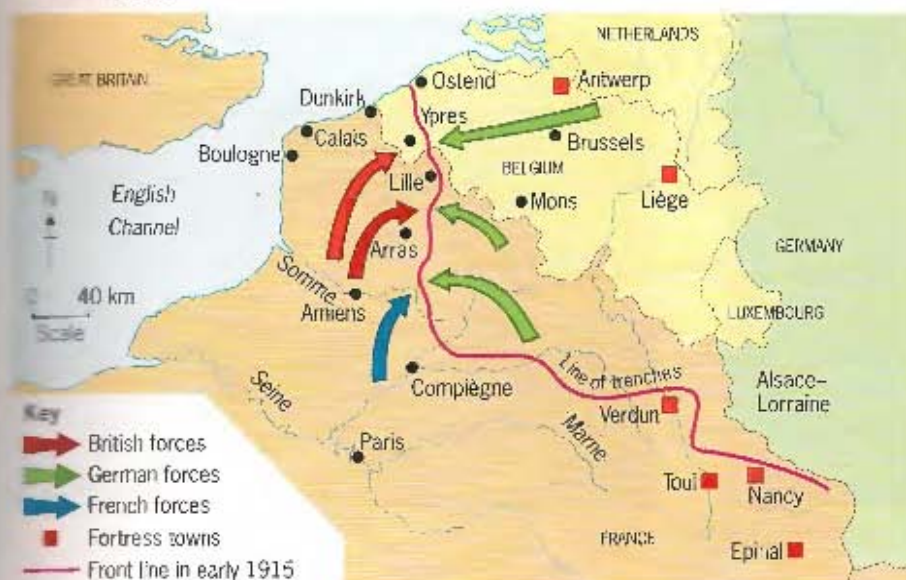 NETHERLANDS
GREAT BRITAIN
Ostend
Antwerp
Dunkirk
Ypres
Calais
Brussels
Boulogne
BELGIUM
Lille
English
Channel
N
Mons
Liège
Arras
GERMANY
Somme
40 km
Scale
Amiens
LUXEMBOURG
Compiègne
Line of trenches
Alsace–
Lorraine
Seine
Verdun
Marne
Paris
Toul
Nancy
FRANCE
Epinal
Key
British forces
German forces
French forces
Fortress towns
Front line in early 1915